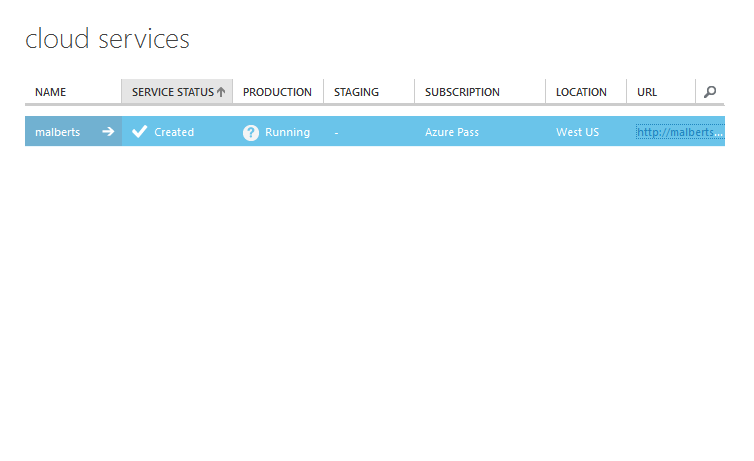 cloud services
NAME SERVICE STATUS PRODUCTION STAGING SUBSCRIPTION LOCATION URL
malberts Created Running - Azure Pass West US http://malberts...